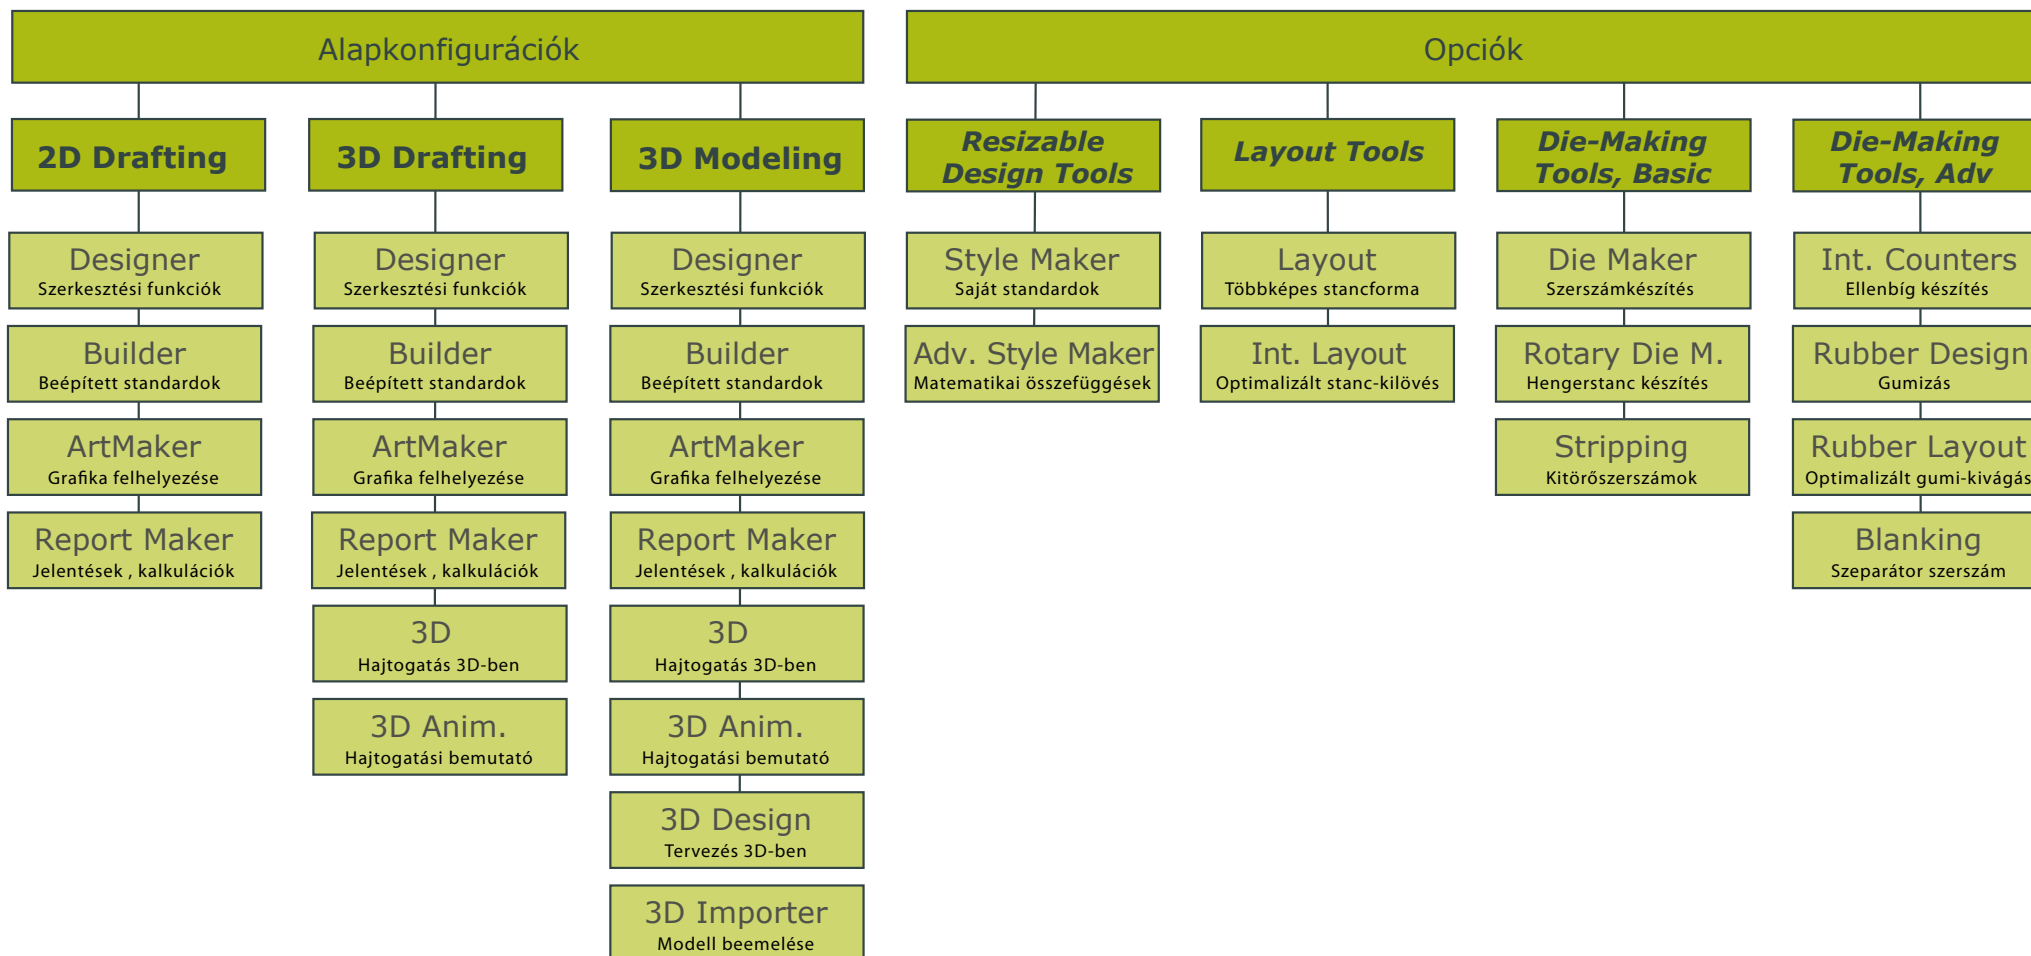 Alapkonfigurációk
Opciók
2D Drafting
3D Drafting
3D Modeling
Resizable
Design Tools
Layout Tools
Die-Making
Tools, Basic
Die-Making
Tools, Adv
Designer
Szerkesztési funkciók
Builder
Beépített standardok
ArtMaker
Grafika felhelyezése
Report Maker
Jelentések , kalkulációk
Designer
Szerkesztési funkciók
Builder
Beépített standardok
ArtMaker
Grafika felhelyezése
Report Maker
Jelentések , kalkulációk
3D
Hajtogatás 3D-ben
3D Anim.
Hajtogatási bemutató
Designer
Szerkesztési funkciók
Builder
Beépített standardok
ArtMaker
Grafika felhelyezése
Report Maker
Jelentések , kalkulációk
3D
Hajtogatás 3D-ben
3D Anim.
Hajtogatási bemutató
3D Design
Tervezés 3D-ben
3D Importer
Modell beemelése
Style Maker
Saját standardok
Adv. Style Maker
Matematikai összefüggések
Layout
Többképes stancforma
Int. Layout
Optimalizált stanc-kilövés
Die Maker
Szerszámkészítés
Rotary Die M.
Hengerstanc készítés
Stripping
Kitörőszerszámok
Int. Counters
Ellenbíg készítés
Rubber Design
Gumizás
Rubber Layout
Optimalizált gumi-kivágás
Blanking
Szeparátor szerszám